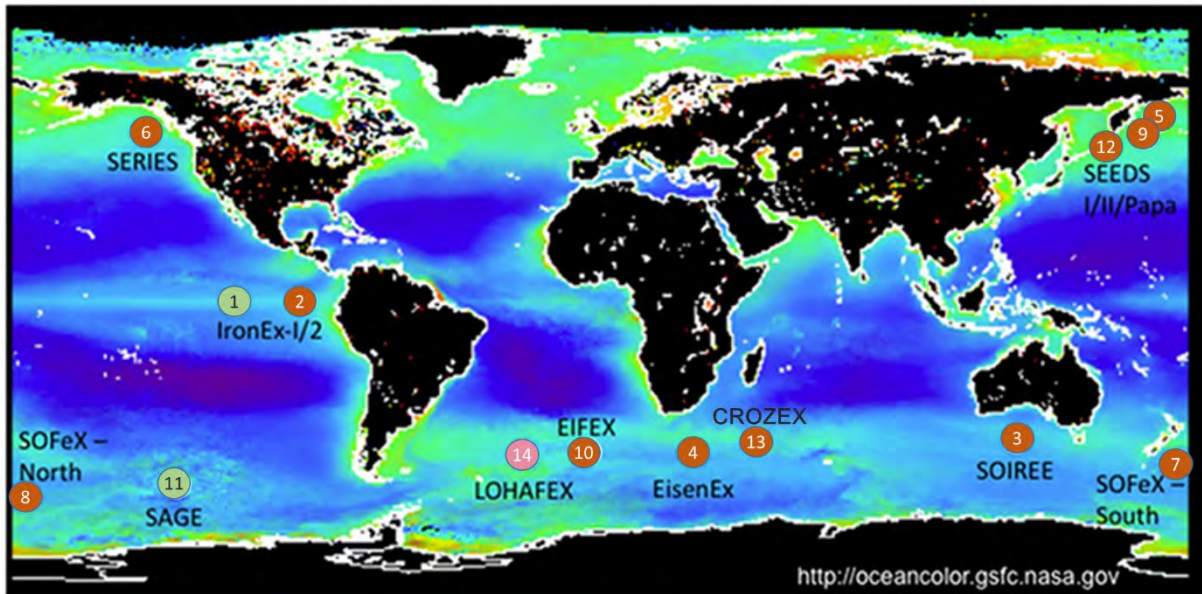 6
SERIES
5
9
12
SEEDS
I/II/Papa
1
2
IronEx-I/2
SOFeX –
North
8
11
SAGE
EIFEX
14
10
LOHAFEX
4
EisenEx
CROZEX
13
3
SOIREE
7
SOFeX –
South
http://oceancolor.gsfc.nasa.gov